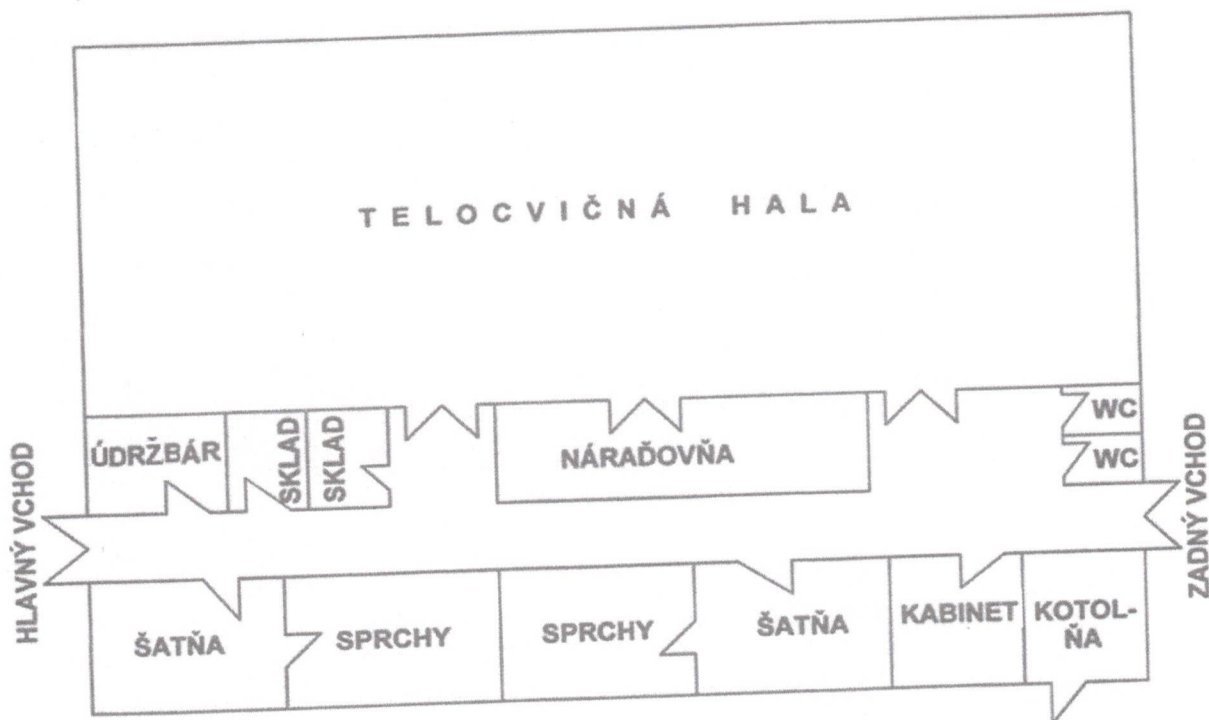 TELOCVIČNÁ HALA
ÚDRŽBÁR
SKLAD
SKLAD
NÁRAĎOVŇA
WC
WC
HLAVNÝ VCHOD
ZADNÝ VCHOD
ŠATŇA
SPRCHY
SPRCHY
ŠATŇA
KABINET
KOTOL-
ŇA